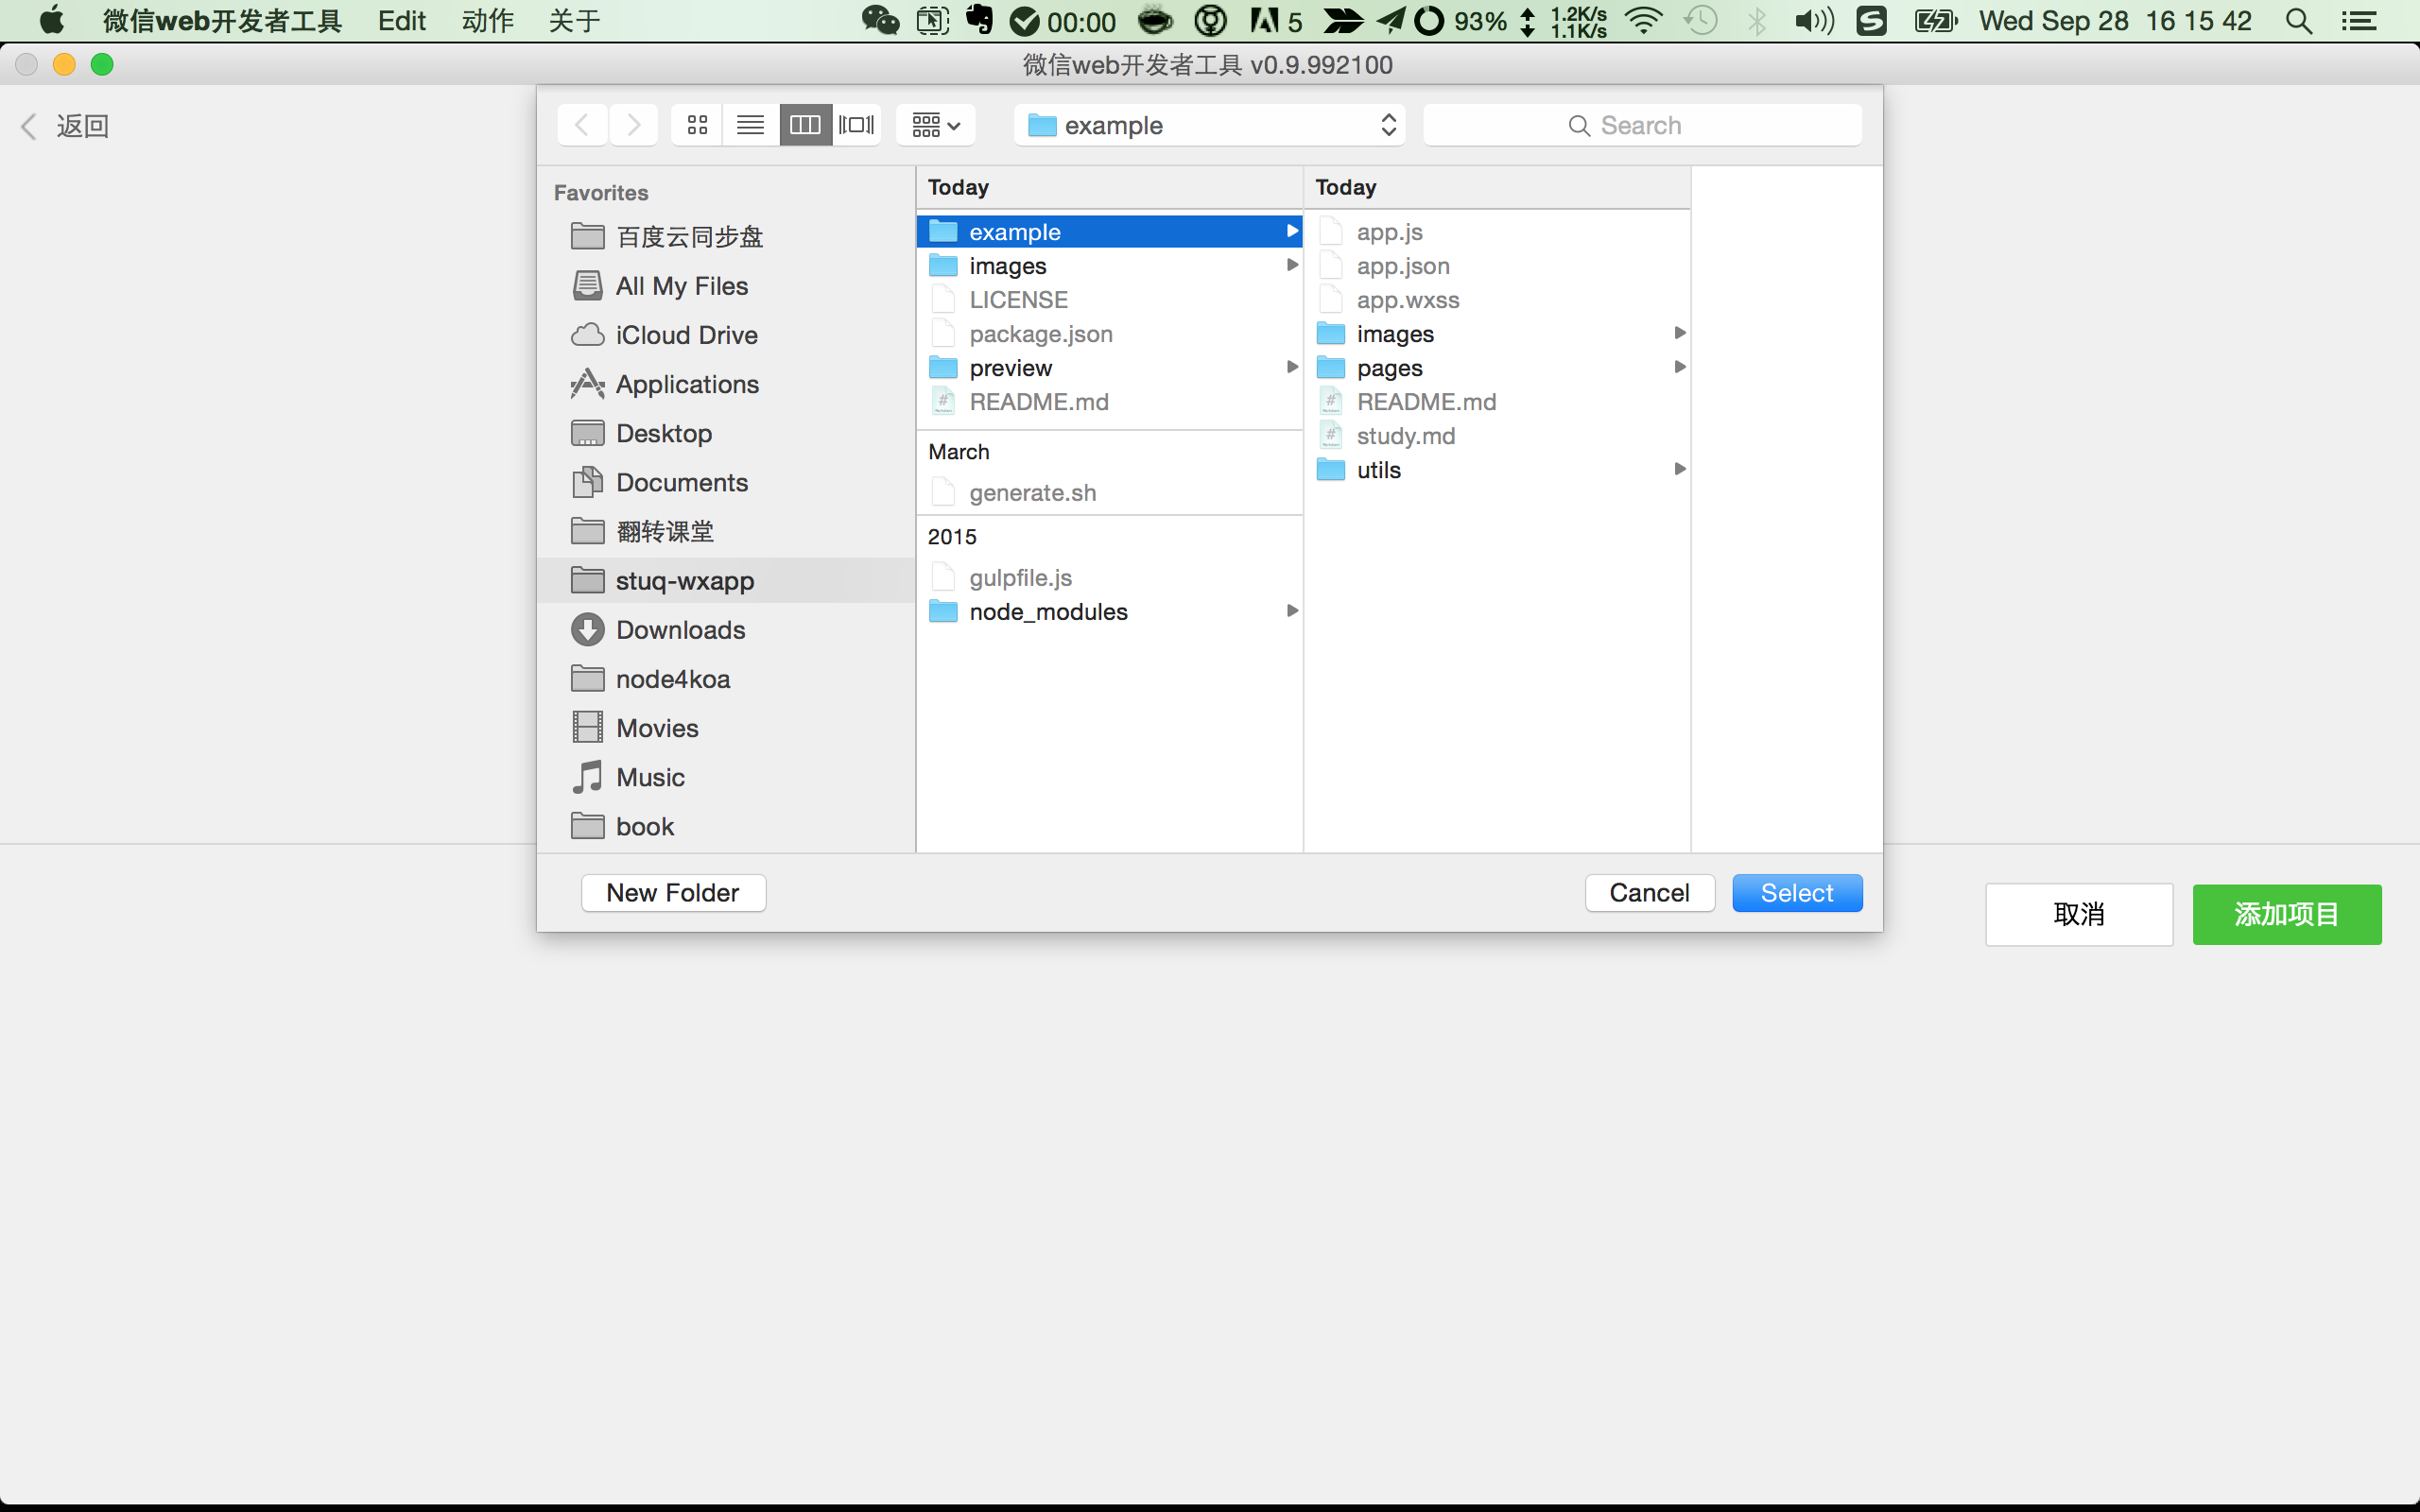 微信web开发者工具 Edit 动作 关于 00:00 5 93% 1.2K/s 1.1K/s Wed Sep 28 16 15 42
微信web开发者工具 v0.9.992100
返回
example
Search
Favorites
百度云同步盘
All My Files
iCloud Drive
Applications
Desktop
Documents
翻转课堂
stuq-wxapp
Downloads
node4koa
Movies
Music
book
Today
example
images
LICENSE
package.json
preview
README.md
March
generate.sh
2015
gulpfile.js
node_modules
Today
app.js
app.json
app.wxss
images
pages
README.md
study.md
utils
New Folder
Cancel
Select
取消
添加项目